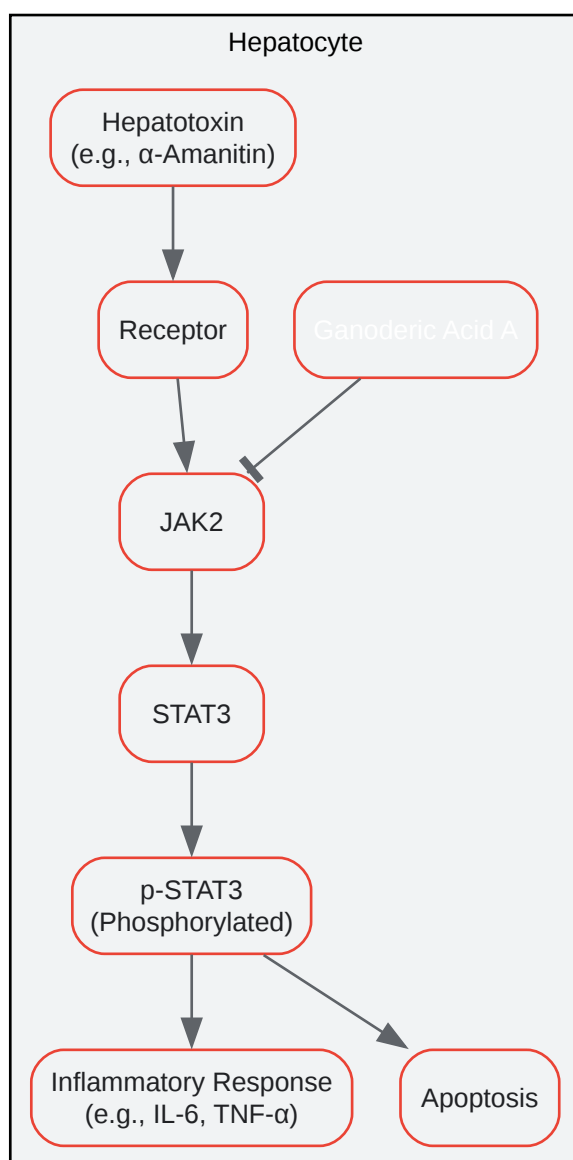 Hepatocyte
Hepatotoxin
(e.g., α-Amanitin)
Receptor
Ganoderic Acid A
JAK2
STAT3
p-STAT3
(Phosphorylated)
Inflammatory Response
(e.g., IL-6, TNF-α)
Apoptosis